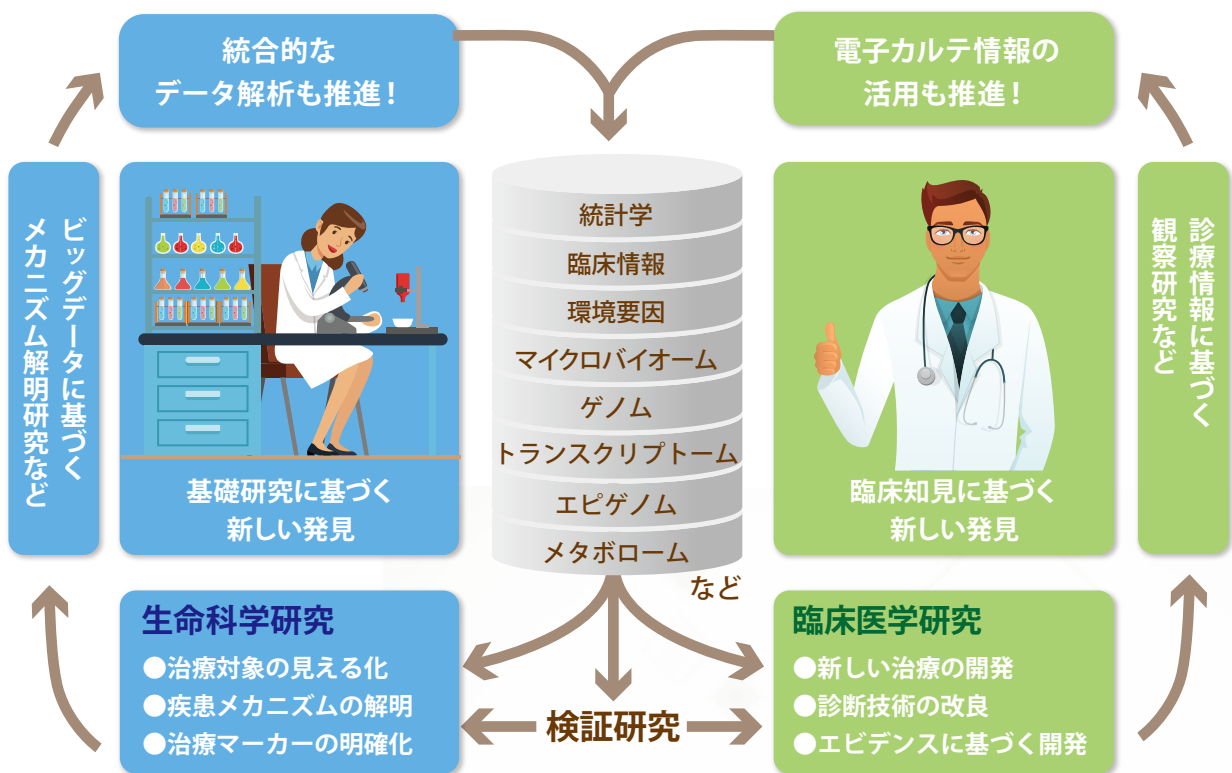 統合的な
データ解析も推進！
電子カルテ情報の
活用も推進！
ビッグデータに基づく
メカニズム解明研究など
基礎研究に基づく
新しい発見
統計学
臨床情報
環境要因
マイクロバイオーム
ゲノム
トランスクリプトーム
エピゲノム
メタボローム
など
臨床知見に基づく
新しい発見
診療情報に基づく
観察研究など
生命科学研究
●治療対象の見える化
●疾患メカニズムの解明
●治療マーカーの明確化
検証研究
臨床医学研究
●新しい治療の開発
●診断技術の改良
●エビデンスに基づく開発